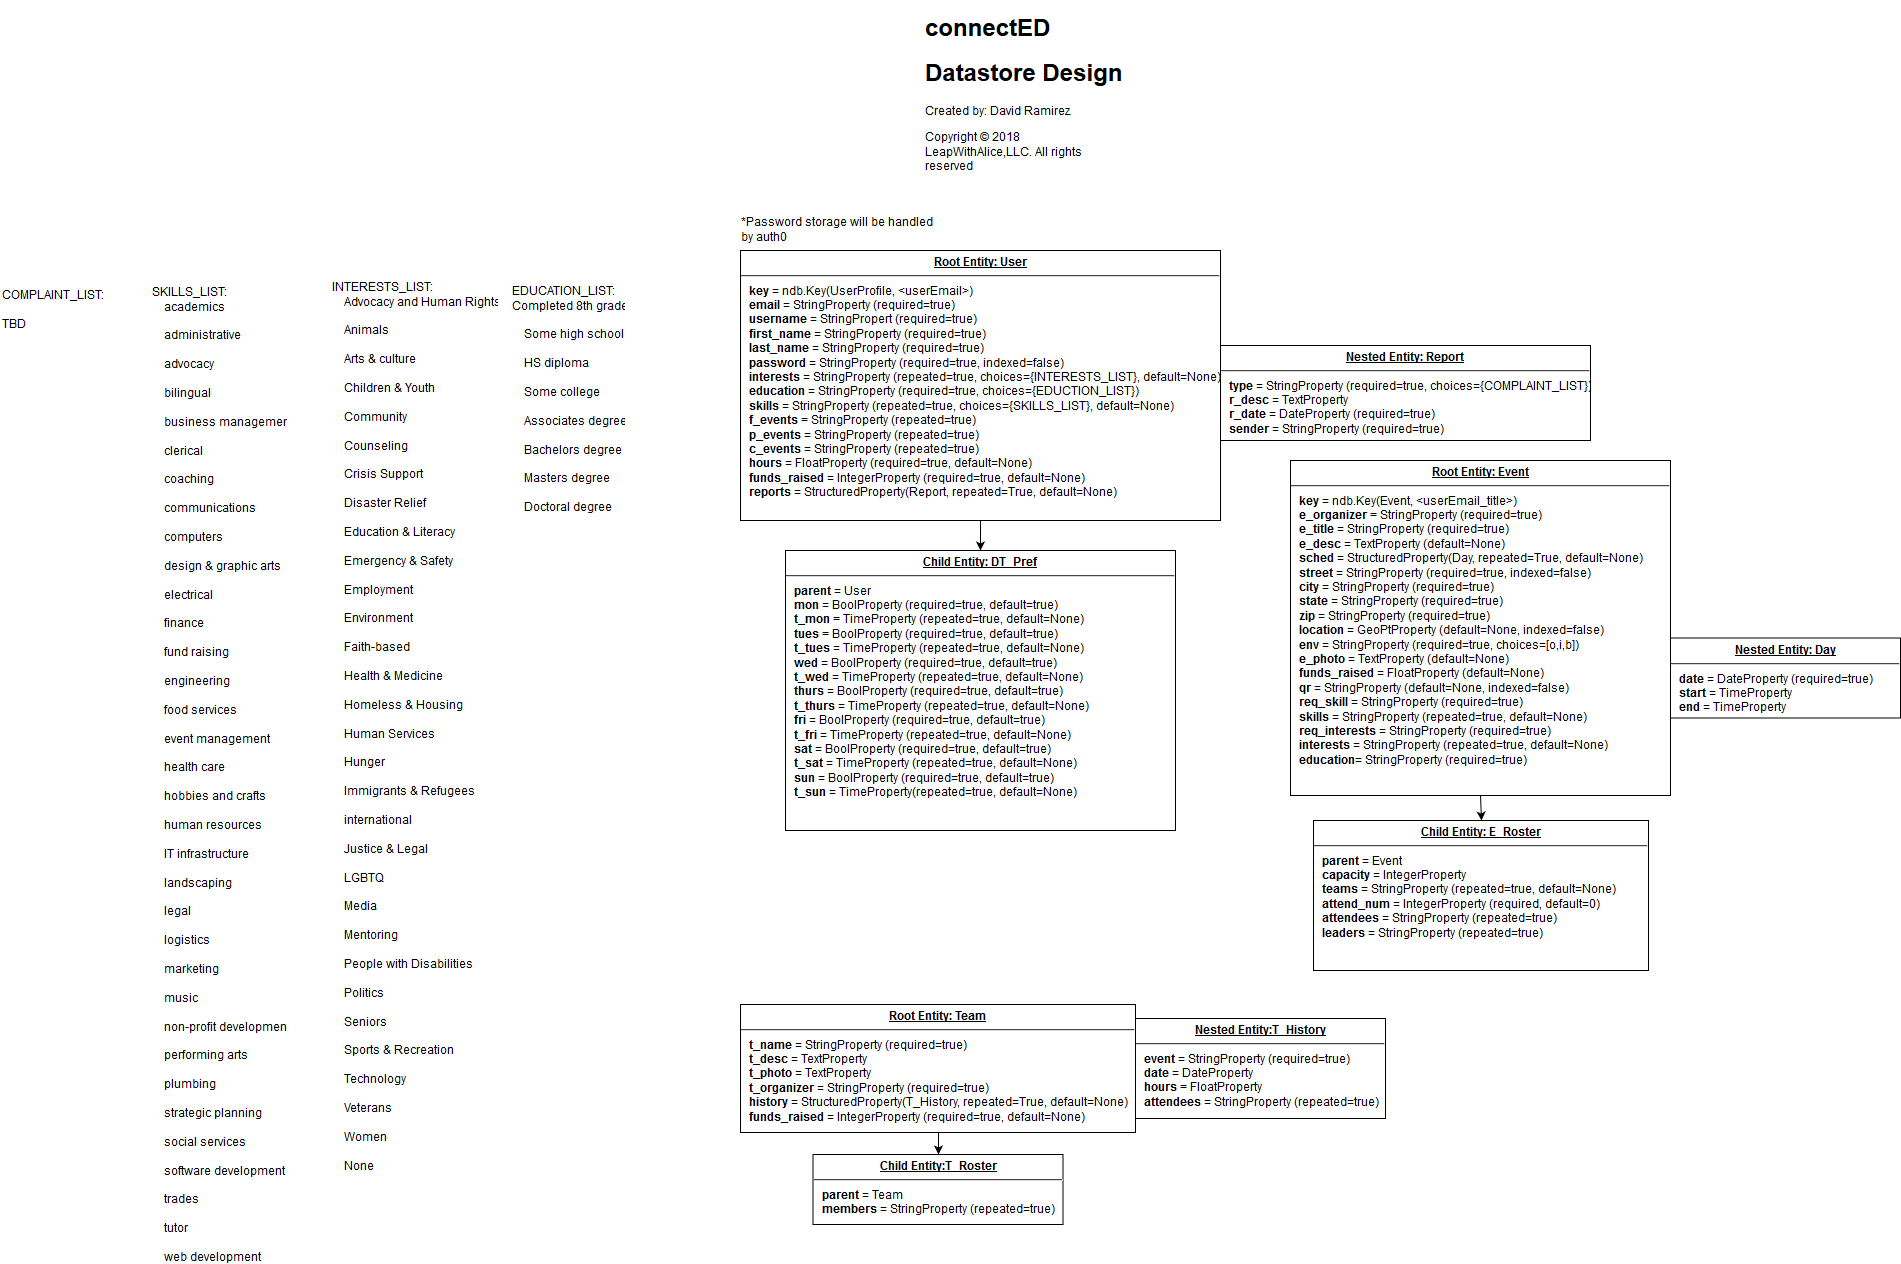 connectED
Datastore Design
Created by: David Ramirez
Copyright © 2018
LeapWithAlice,LLC. All rights
reserved
*Password storage will be handled
by auth0
COMPLAINT_LIST:
TBD
SKILLS_LIST:
academics
administrative
advocacy
bilingual
business managemer
clerical
coaching
communications
computers
design & graphic arts
electrical
finance
fund raising
engineering
food services
event management
health care
hobbies and crafts
human resources
IT infrastructure
landscaping
legal
logistics
marketing
music
non-profit developmen
performing arts
plumbing
strategic planning
social services
software development
trades
tutor
web development
INTERESTS_LIST:
Advocacy and Human Rights
Animals
Arts & culture
Children & Youth
Community
Counseling
Crisis Support
Disaster Relief
Education & Literacy
Emergency & Safety
Employment
Environment
Faith-based
Health & Medicine
Homeless & Housing
Human Services
Hunger
Immigrants & Refugees
international
Justice & Legal
LGBTQ
Media
Mentoring
People with Disabilities
Politics
Seniors
Sports & Recreation
Technology
Veterans
Women
None
EDUCATION_LIST:
Completed 8th grade
Some high school
HS diploma
Some college
Associates degree
Bachelors degree
Masters degree
Doctoral degree
Root Entity: User
key = ndb.Key(UserProfile, <userEmail>)
email = StringProperty (required=true)
username = StringPropert (required=true)
first_name = StringProperty (required=true)
last_name = StringProperty (required=true)
password = StringProperty (required=true, indexed=false)
interests = StringProperty (repeated=true, choices={INTERESTS_LIST}, default=None)
education = StringProperty (required=true, choices={EDUCTION_LIST})
skills = StringProperty (repeated=true, choices={SKILLS_LIST}, default=None)
f_events = StringProperty (repeated=true)
p_events = StringProperty (repeated=true)
c_events = StringProperty (repeated=true)
hours = FloatProperty (required=true, default=None)
funds_raised = IntegerProperty (required=true, default=None)
reports = StructuredProperty(Report, repeated=True, default=None)
Nested Entity: Report
type = StringProperty (required=true, choices={COMPLAINT_LIST})
r_desc = TextProperty
r_date = DateProperty (required=true)
sender = StringProperty (required=true)
Child Entity: DT_Pref
parent = User
mon = BoolProperty (required=true, default=true)
t_mon = TimeProperty (repeated=true, default=None)
tues = BoolProperty (required=true, default=true)
t_tues = TimeProperty (repeated=true, default=None)
wed = BoolProperty (required=true, default=true)
t_wed = TimeProperty (repeated=true, default=None)
thurs = BoolProperty (required=true, default=true)
t_thurs = TimeProperty (repeated=true, default=None)
fri = BoolProperty (required=true, default=true)
t_fri = TimeProperty (repeated=true, default=None)
sat = BoolProperty (required=true, default=true)
t_sat = TimeProperty (repeated=true, default=None)
sun = BoolProperty (required=true, default=true)
t_sun = TimeProperty(repeated=true, default=None)
Root Entity: Event
key = ndb.Key(Event, <userEmail_title>)
e_organizer = StringProperty (required=true)
e_title = StringProperty (required=true)
e_desc = TextProperty (default=None)
sched = StructuredProperty(Day, repeated=True, default=None)
street = StringProperty (required=true, indexed=false)
city = StringProperty (required=true)
state = StringProperty (required=true)
zip = StringProperty (required=true)
location = GeoPtProperty (default=None, indexed=false)
env = StringProperty (required=true, choices=[o,i,b])
e_photo = TextProperty (default=None)
funds_raised = FloatProperty (default=None)
qr = StringProperty (default=None, indexed=false)
req_skill = StringProperty (required=true)
skills = StringProperty (repeated=true, default=None)
req_interests = StringProperty (required=true)
interests = StringProperty (repeated=true, default=None)
education= StringProperty (required=true)
Nested Entity: Day
date = DateProperty (required=true)
start = TimeProperty
end = TimeProperty
Child Entity: E_Roster
parent = Event
capacity = IntegerProperty
teams = StringProperty (repeated=true, default=None)
attend_num = IntegerProperty (required, default=0)
attendees = StringProperty (repeated=true)
leaders = StringProperty (repeated=true)
Root Entity: Team
t_name = StringProperty (required=true)
t_desc = TextProperty
t_photo = TextProperty
t_organizer = StringProperty (required=true)
history = StructuredProperty(T_History, repeated=True, default=None)
funds_raised = IntegerProperty (required=true, default=None)
Nested Entity:T_History
event = StringProperty (required=true)
date = DateProperty
hours = FloatProperty
attendees = StringProperty (repeated=true)
Child Entity:T_Roster
parent = Team
members = StringProperty (repeated=true)